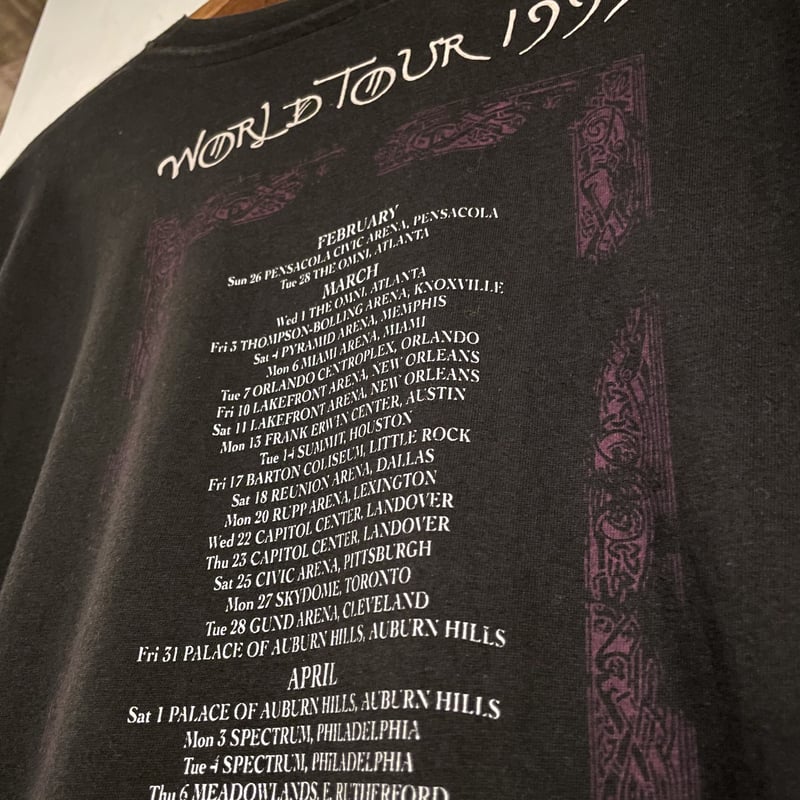 WORLD TOUR 199
FEBRUARY
Sun 26 PENSACOLA CIVIC ARENA, PENSACOLA
Tue 28 THE OMNI, ATLANTA
MARCH
Wed 1 THE OMNI, ATLANTA
Fri 3 THOMPSON-BOLLING ARENA, KNOXVILLE
Sat 4 PYRAMID ARENA, MEMPHIS
Mon 6 MIAMI ARENA, MIAMI
Tue 7 ORLANDO CENTROPLEX, ORLANDO
Fri 10 LAKEFRONT ARENA, NEW ORLEANS
Sat 11 LAKEFRONT ARENA, NEW ORLEANS
Mon 13 FRANK ERWIN CENTER, AUSTIN
Tue 14 SUMMIT, HOUSTON
Fri 17 BARTON COLISEUM, LITTLE ROCK
Sat 18 REUNION ARENA, DALLAS
Mon 20 RUPP ARENA, LEXINGTON
Wed 22 CAPITOL CENTER, LANDOVER
Thu 23 CAPITOL CENTER, LANDOVER
Sat 25 CIVIC ARENA, PITTSBURGH
Mon 27 SKYDOME, TORONTO
Tue 28 GUND ARENA, CLEVELAND
Fri 31 PALACE OF AUBURN HILLS, AUBURN HILLS
APRIL
Sat 1 PALACE OF AUBURN HILLS, AUBURN HILLS
Mon 3 SPECTRUM, PHILADELPHIA
Tue 4 SPECTRUM, PHILADELPHIA
Thu 6 MEADOWLANDS, E. RUTHERFORD